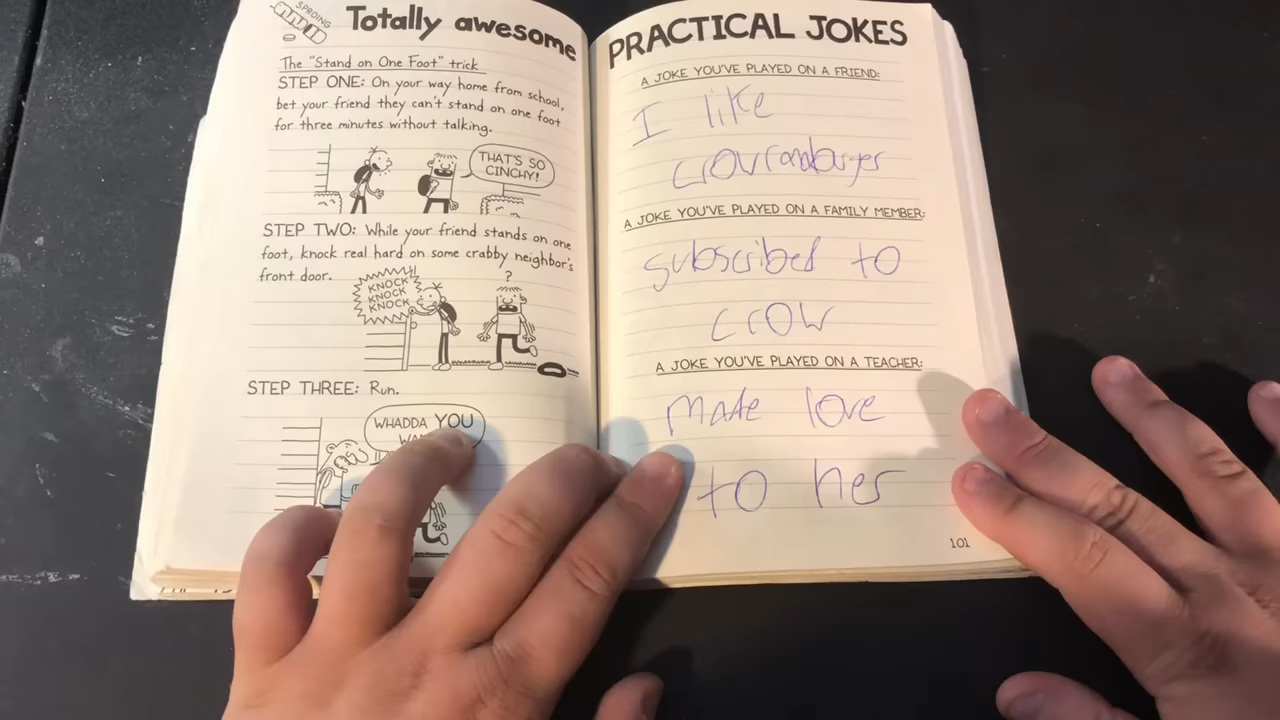 SPROING
Totally awesome
The "Stand on One Foot" trick
STEP ONE: On your way home from school,
bet your friend they can't stand on one foot
for three minutes without talking.
THAT'S SO
CINCHY!
STEP TWO: While your friend stands on one
foot, knock real hard on some crabby neighbor's
front door.
KNOCK
KNOCK
KNOCK
?
STEP THREE: Run.
WHADDA YOU
PRACTICAL JOKES
A JOKE YOU'VE PLAYED ON A FRIEND:
I like
A JOKE YOU'VE PLAYED ON A FAMILY MEMBER:
subscribed to
crow
A JOKE YOU'VE PLAYED ON A TEACHER:
made love
to her
101